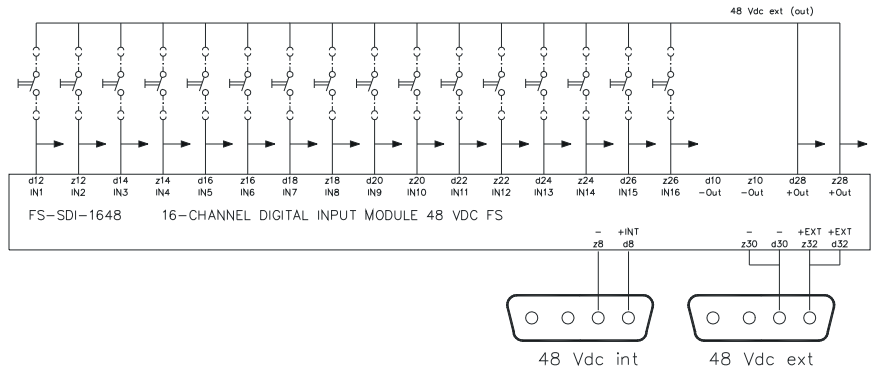 48 Vdc ext (out)
d12 z12 d14 z14 d16 z16 d18 z18 d20 z20 d22 z22 d24 z24 d26 z26 d10 z10 d28 z28
IN1 IN2 IN3 IN4 IN5 IN6 IN7 IN8 IN9 IN10 IN11 IN12 IN13 IN14 IN15 IN16 -Out -Out +Out +Out
FS-SDI-1648 16-CHANNEL DIGITAL INPUT MODULE 48 VDC FS
- +INT - - +EXT +EXT
z8 d8 z30 d30 z32 d32
48 Vdc int 48 Vdc ext